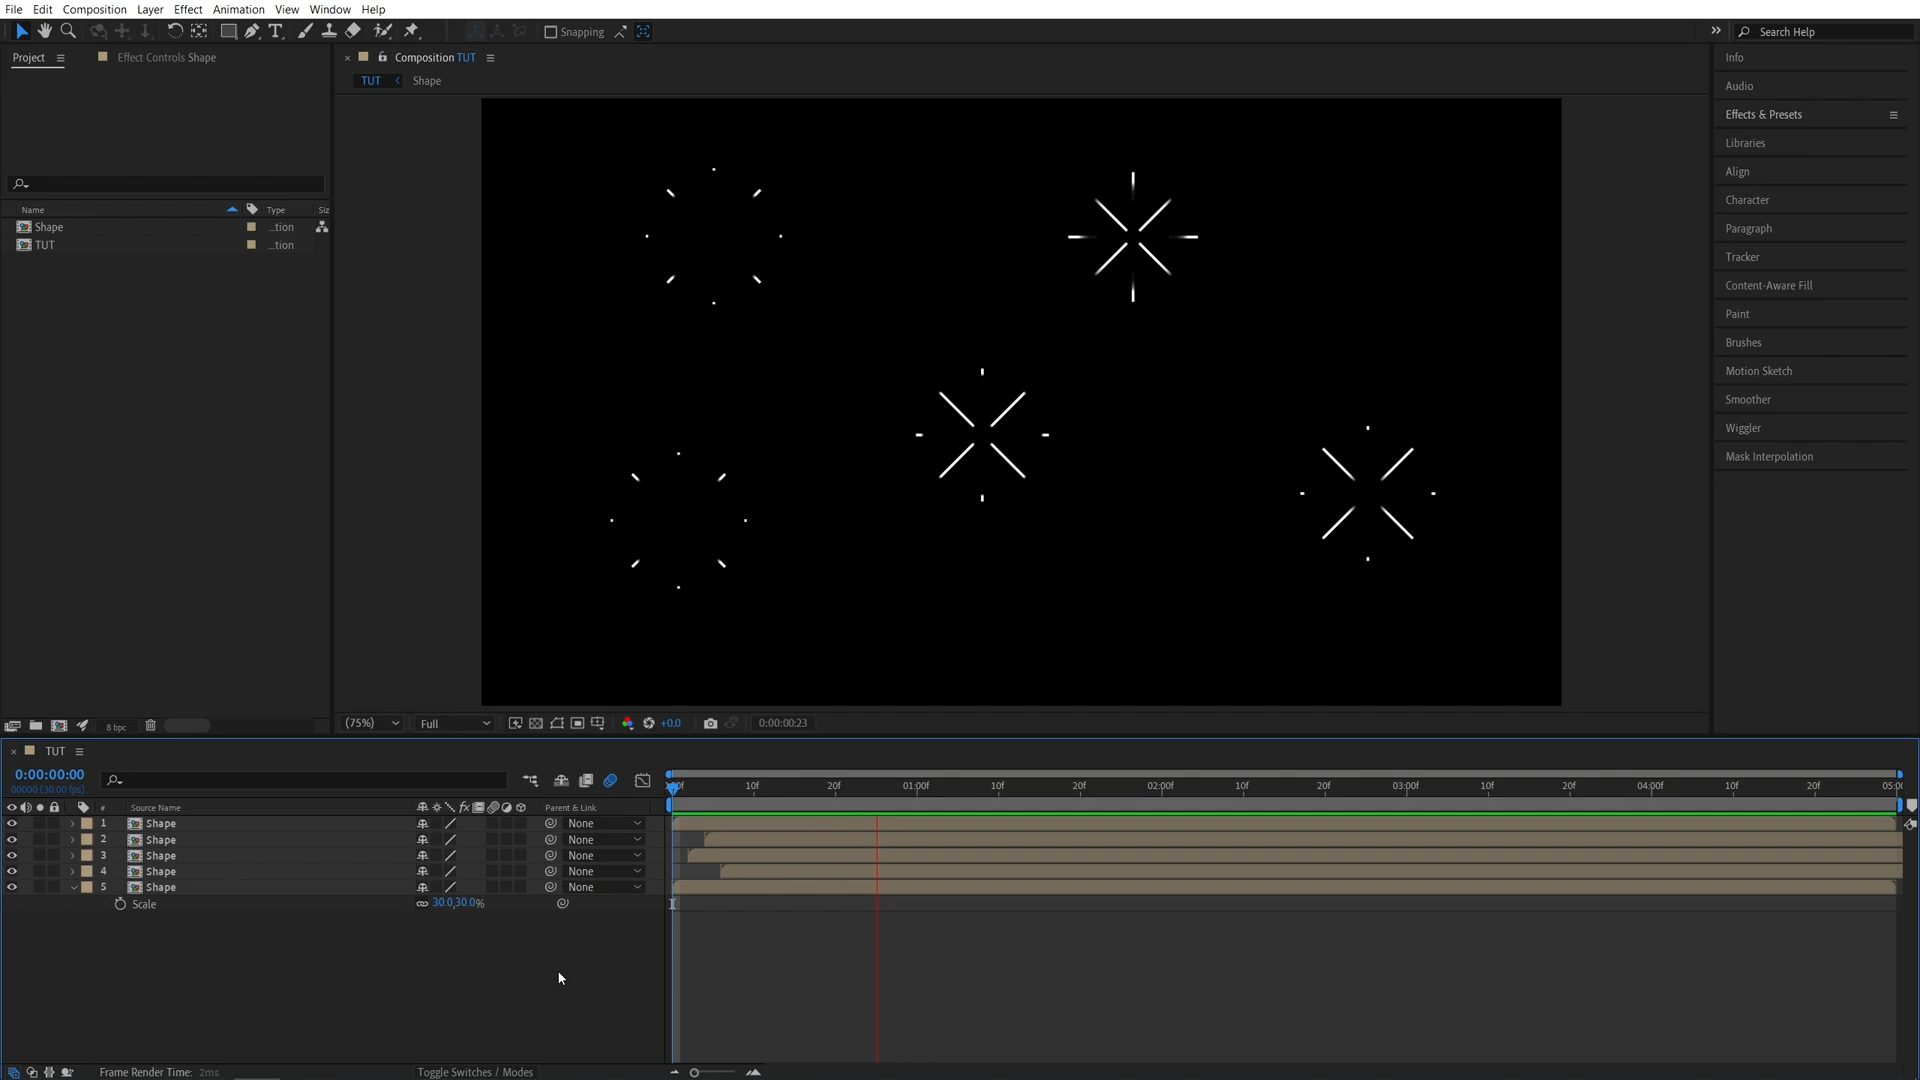 File Edit Composition Layer Effect Animation View Window Help
Snapping
Search Help
Project
Effect Controls Shape
Composition TUT
TUT
Shape
Name Type Siz
Shape ...tion
TUT ...tion
8 bpc
(75%) Full +0.0 0:00:00:23
Info
Audio
Effects & Presets
Libraries
Align
Character
Paragraph
Tracker
Content-Aware Fill
Paint
Brushes
Motion Sketch
Smoother
Wiggler
Mask Interpolation
TUT
0:00:00:00
00000 (30.00 fps)
10f 20f 01:00f 10f 20f 02:00f 10f 20f 03:00f 10f 20f 04:00f 10f 20f 05:00
# Source Name fx Parent & Link
1 Shape None
2 Shape None
3 Shape None
4 Shape None
5 Shape None
Scale 30.0,30.0%
Frame Render Time: 2ms
Toggle Switches / Modes